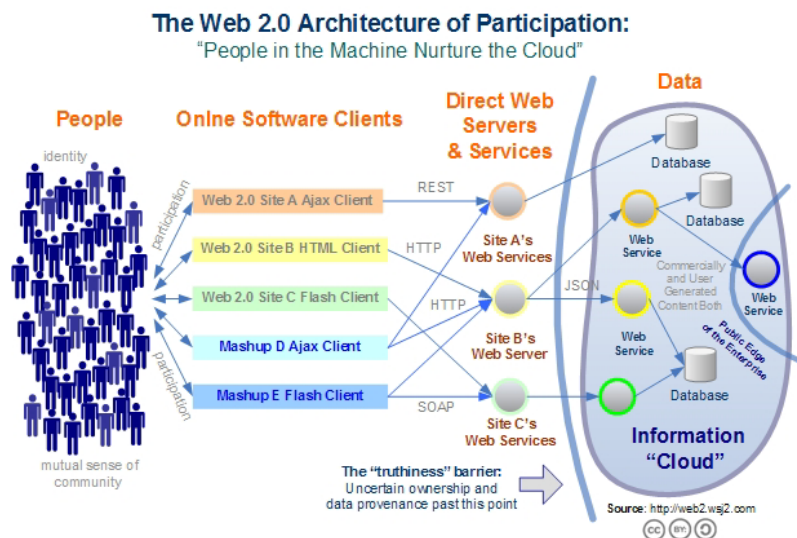 The Web 2.0 Architecture of Participation:
“People in the Machine Nurture the Cloud”
People
Onlne Software Clients
Direct Web
Servers
& Services
Data
identity
participation
participation
mutual sense of
community
Web 2.0 Site A Ajax Client
Web 2.0 Site B HTML Client
Web 2.0 Site C Flash Client
Mashup D Ajax Client
Mashup E Flash Client
REST
HTTP
HTTP
SOAP
JSON
Site A's
Web Services
Site B's
Web Server
Site C's
Web Services
Database
Database
Web
Service
Commercially
and User
Generated
Content Both
Web
Service
Web
Service
Public Edge
of the Enterprise
Database
Information
“Cloud”
The “truthiness” barrier:
Uncertain ownership and
data provenance past this point
Source: http://web2.wsj2.com
cc BY: